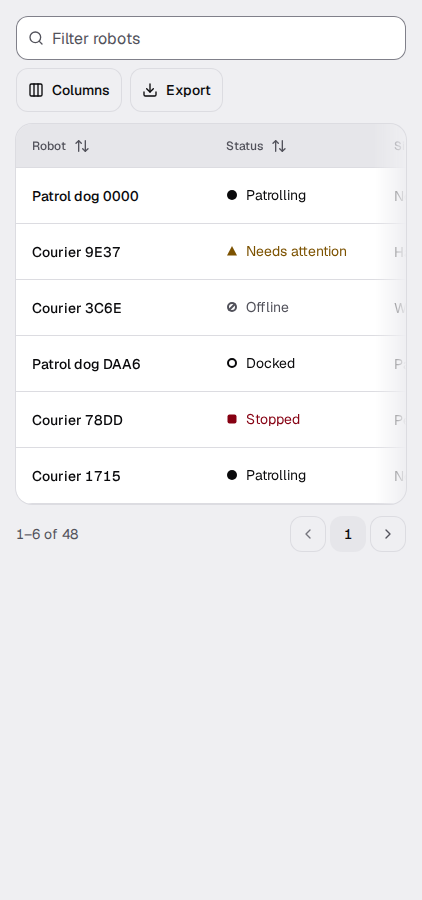 Filter robots
Columns Export
Robot Status
Patrol dog 0000 Patrolling
Courier 9E37 Needs attention
Courier 3C6E Offline
Patrol dog DAA6 Docked
Courier 78DD Stopped
Courier 1715 Patrolling
1–6 of 48 1